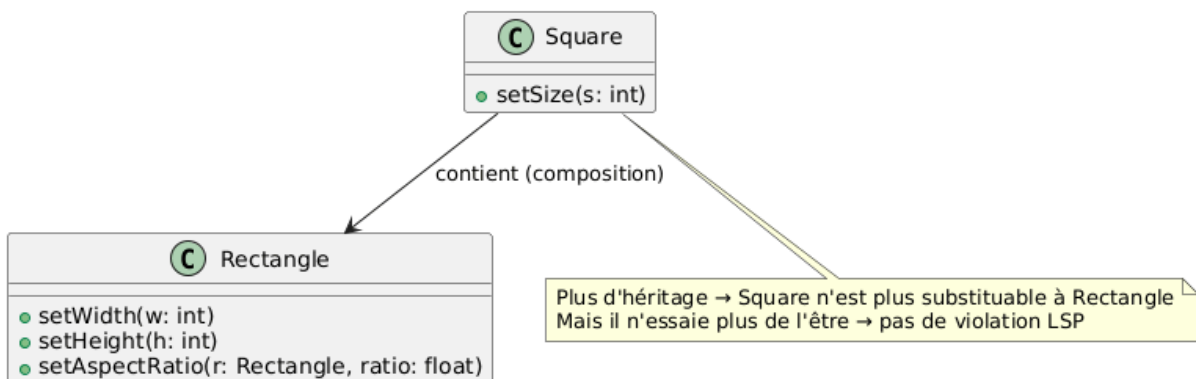 C Square
setSize(s: int)
contient (composition)
C Rectangle
setWidth(w: int)
setHeight(h: int)
setAspectRatio(r: Rectangle, ratio: float)
Plus d'héritage → Square n'est plus substituable à Rectangle
Mais il n'essaie plus de l'être → pas de violation LSP